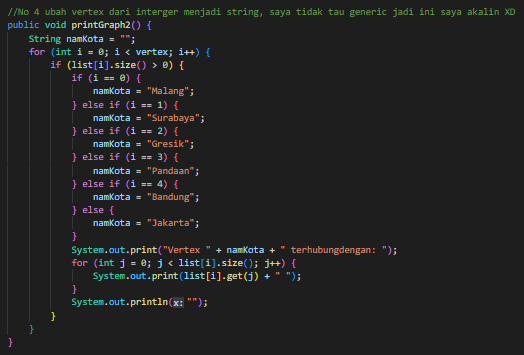 //No 4 ubah vertex dari interger menjadi string, saya tidak tau generic jadi ini saya akalin XD
public void printGraph2() {
String namKota = "";
for (int i = 0; i < vertex; i++) {
if (list[i].size() > 0) {
if (i == 0) {
namKota = "Malang";
} else if (i == 1) {
namKota = "Surabaya";
} else if (i == 2) {
namKota = "Gresik";
} else if (i == 3) {
namKota = "Pandaan";
} else if (i == 4) {
namKota = "Bandung";
} else {
namKota = "Jakarta";
}
System.out.print("Vertex " + namKota + " terhubungdengan: ");
for (int j = 0; j < list[i].size(); j++) {
System.out.print(list[i].get(j) + " ");
}
System.out.println(x: "");
}
}
}